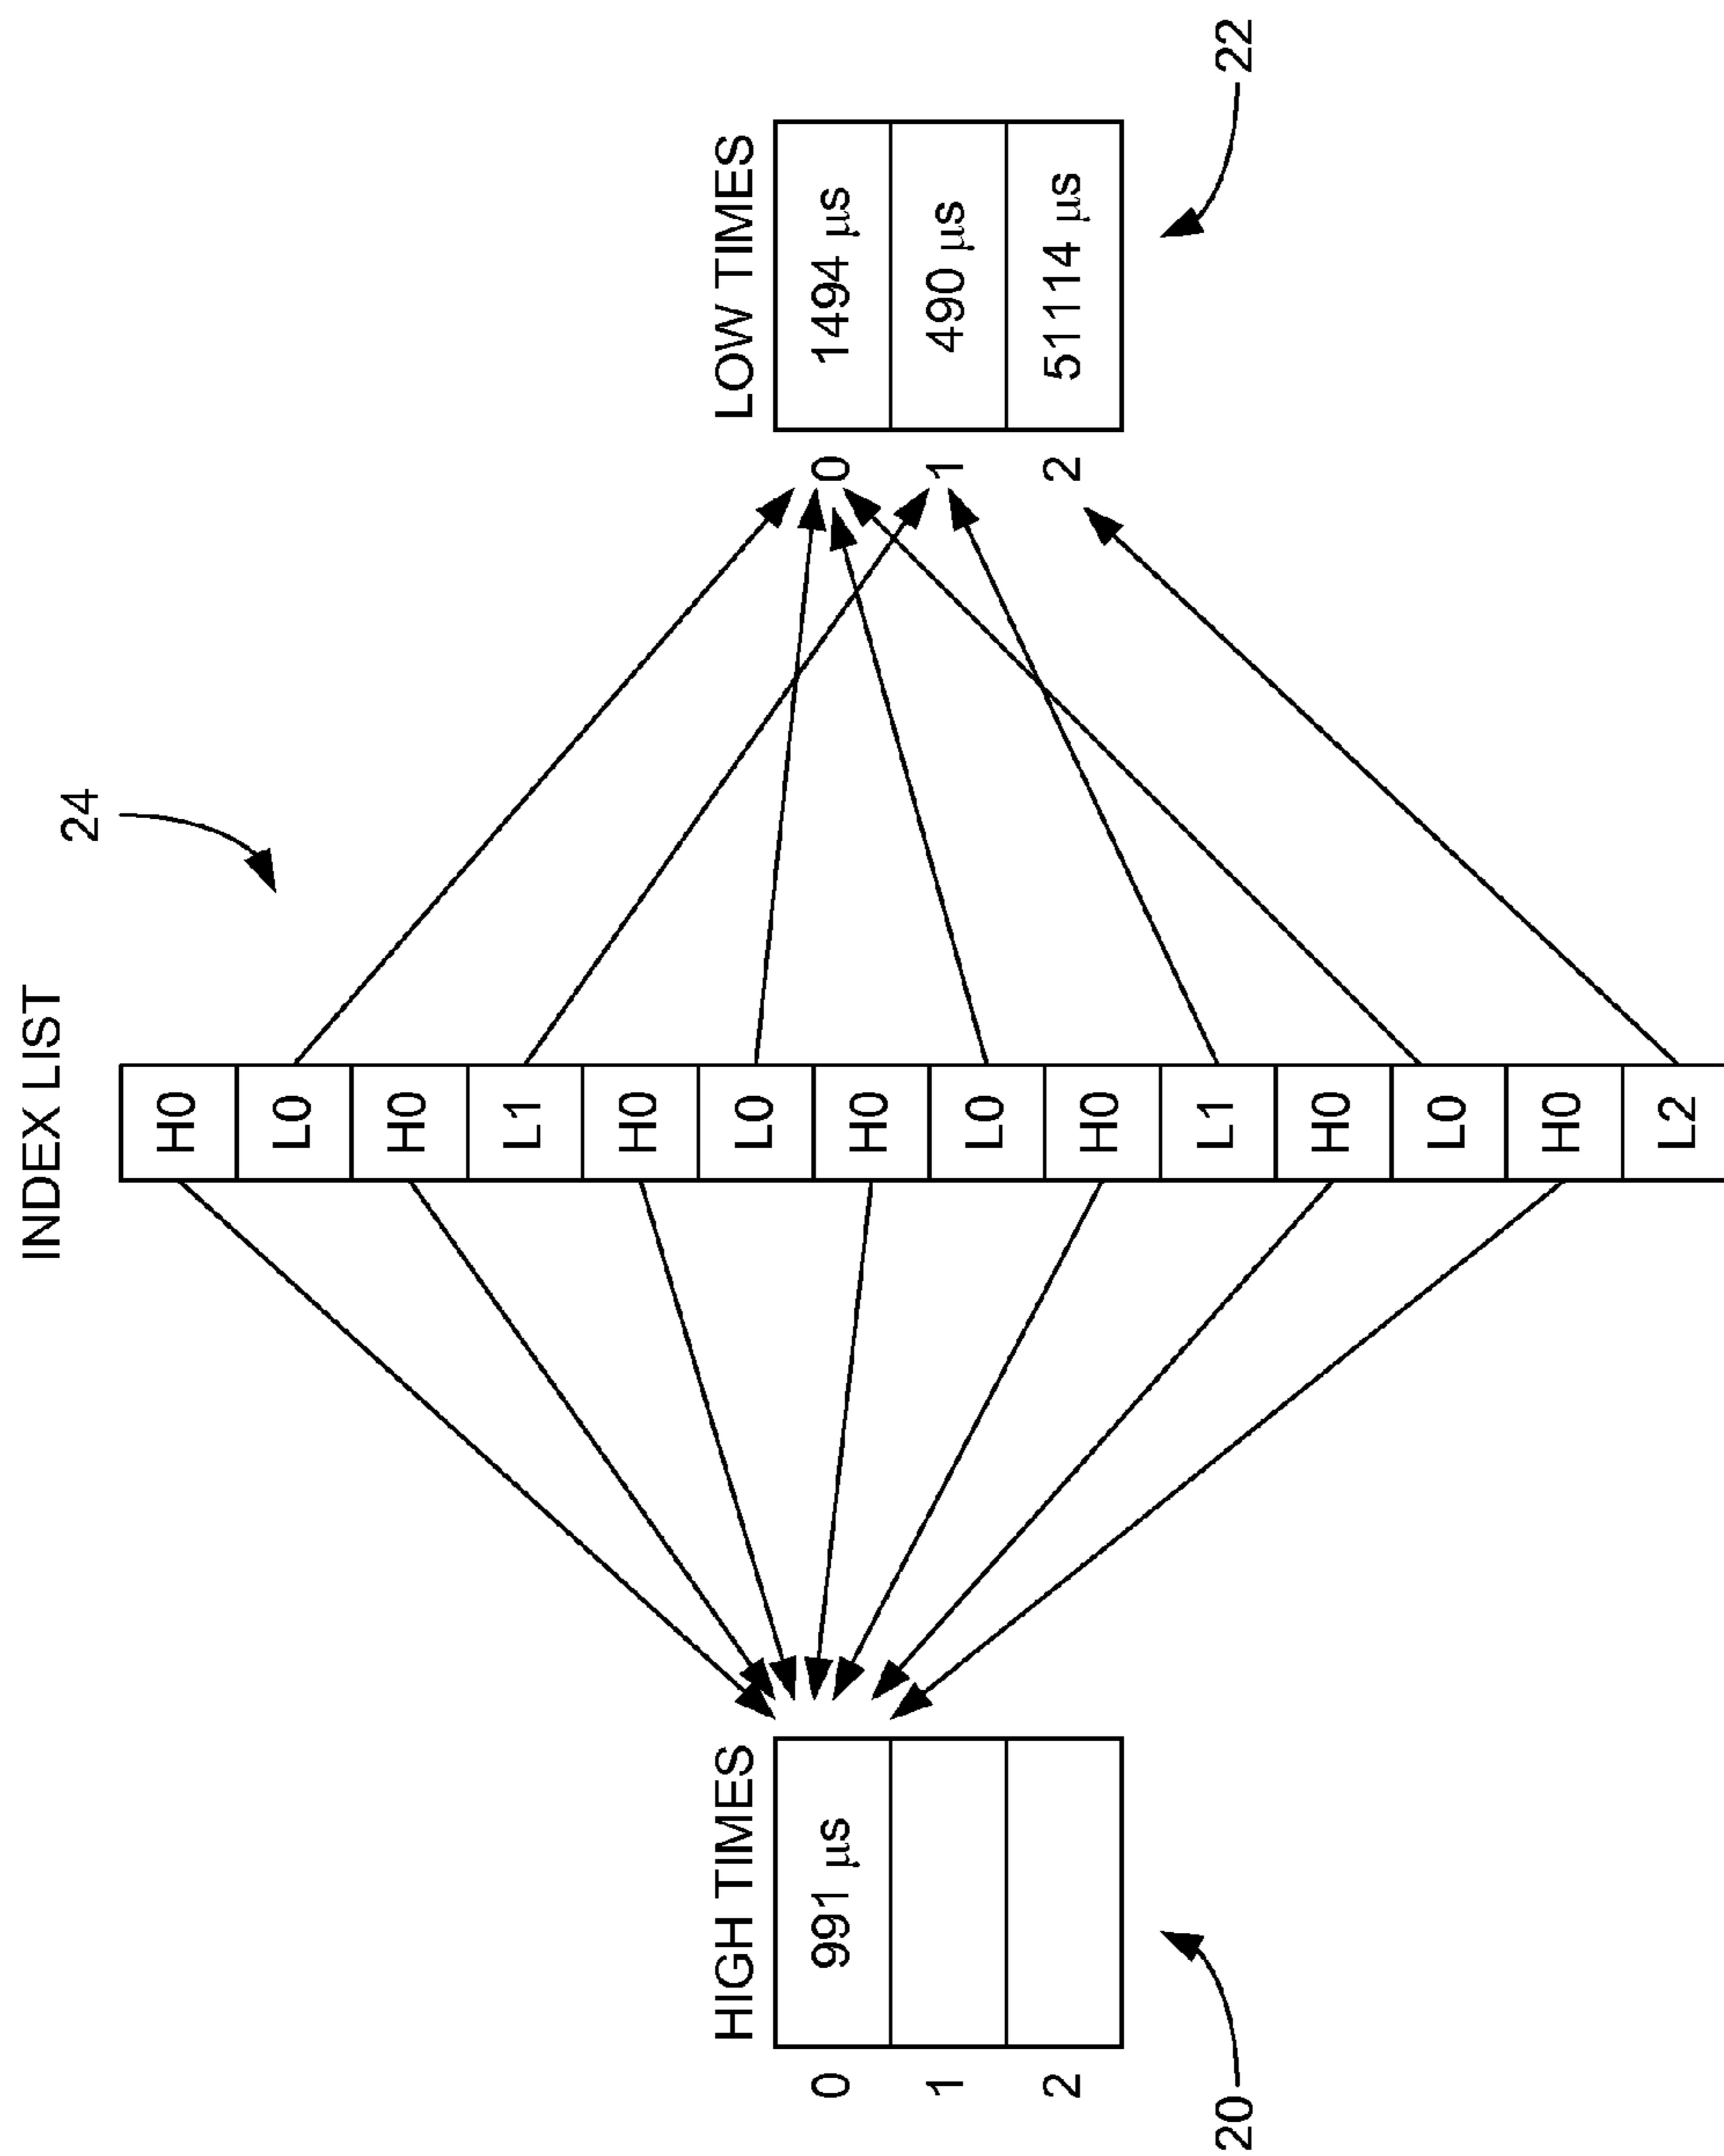 INDEX LIST
24
H0
L0
H0
L1
H0
L0
H0
L0
H0
L1
H0
L0
H0
L2
HIGH TIMES
0 991 µs
1
2
20
LOW TIMES
0 1494 µs
1 490 µs
2 51114 µs
22